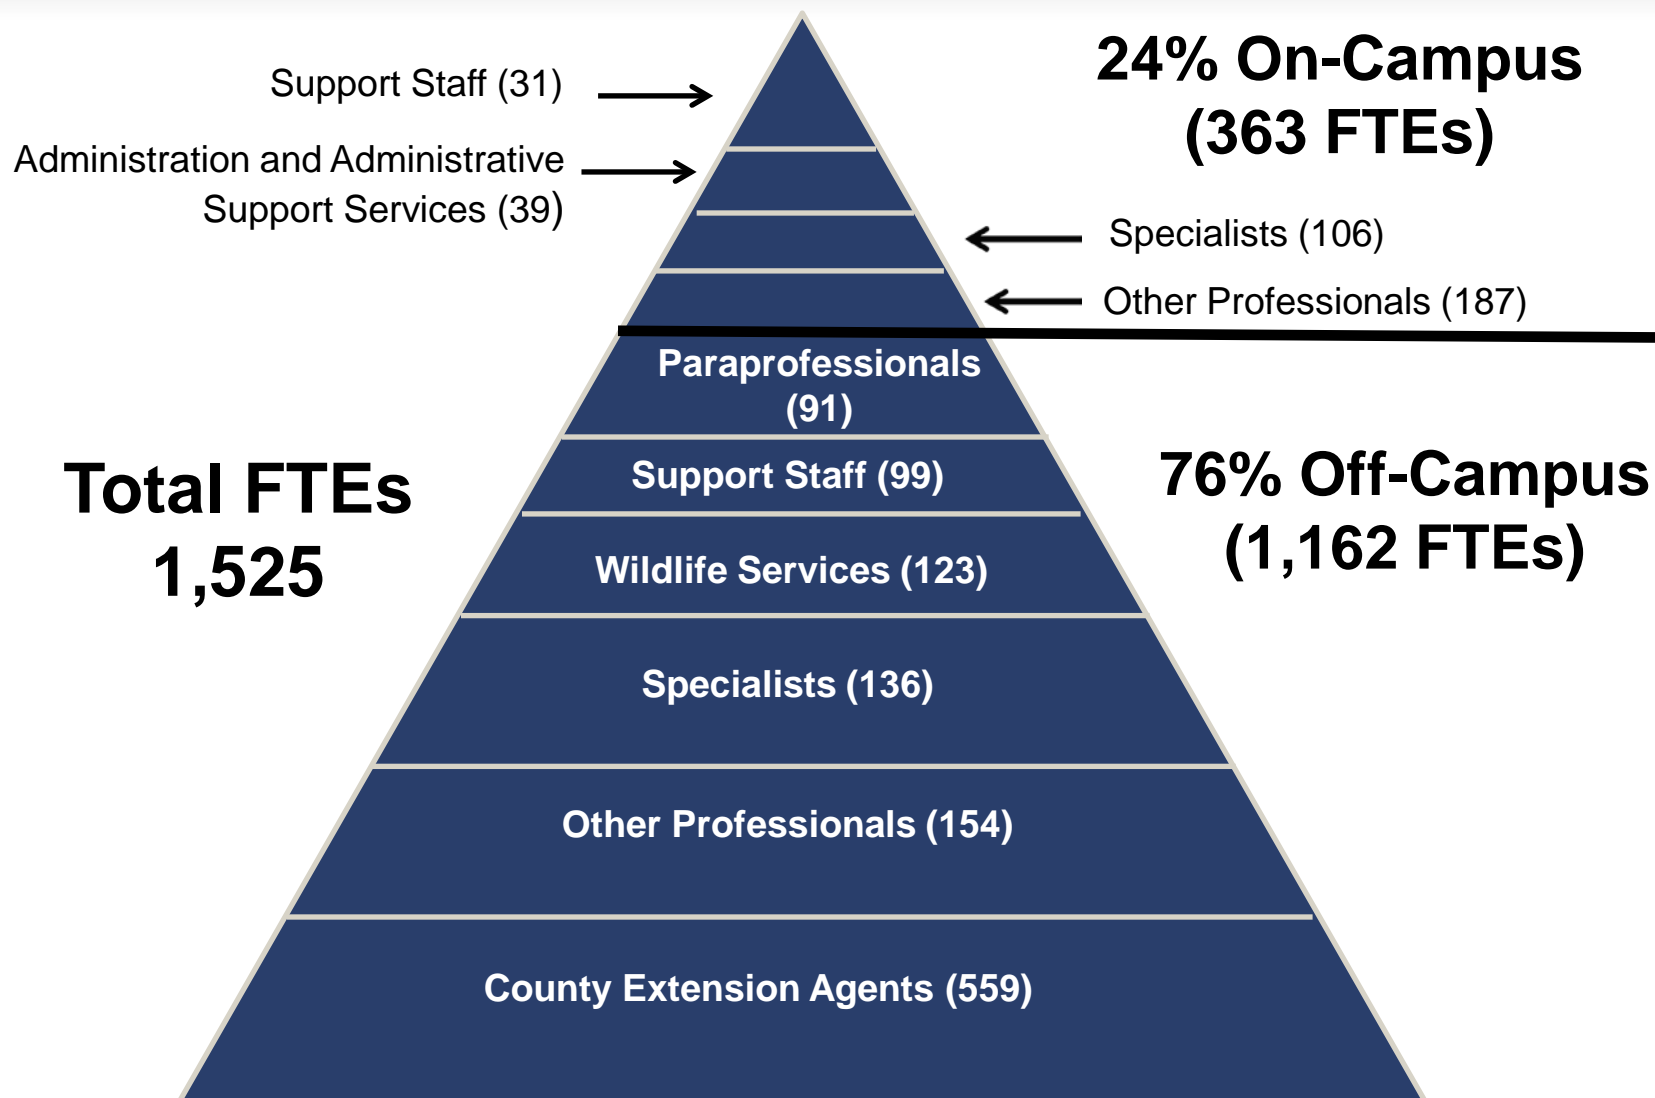 24% On-Campus
(363 FTEs)
Support Staff (31)
Administration and Administrative
Support Services (39)
Specialists (106)
Other Professionals (187)
Paraprofessionals
(91)
Support Staff (99)
Total FTEs
1,525
76% Off-Campus
(1,162 FTEs)
Wildlife Services (123)
Specialists (136)
Other Professionals (154)
County Extension Agents (559)